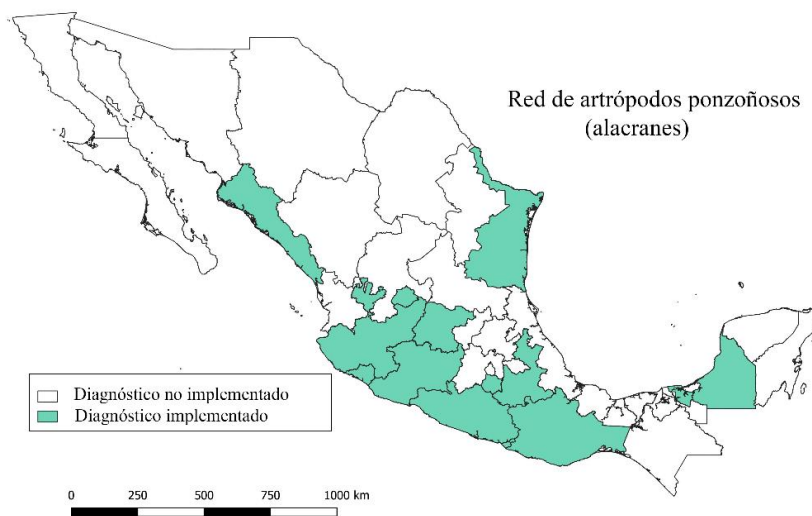 Red de artrópodos ponzoñosos
(alacranes)
Diagnóstico no implementado
Diagnóstico implementado
0 250 500 750 1000 km